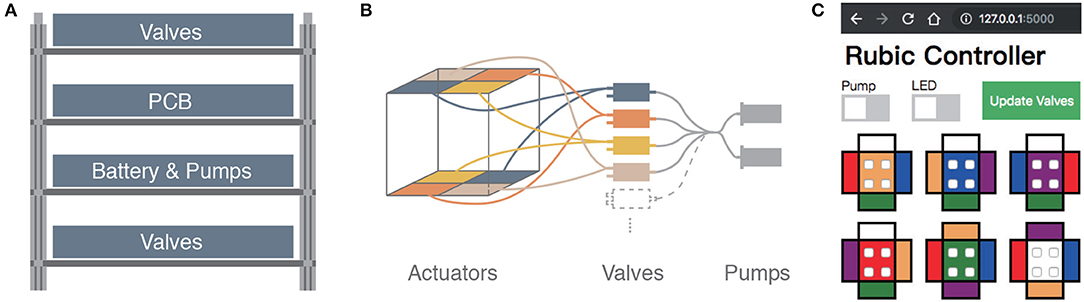 A
Valves
PCB
Battery & Pumps
Valves
B
Actuators
Valves
Pumps
C
127.0.0.1:5000
Rubic Controller
Pump
LED
Update Valves